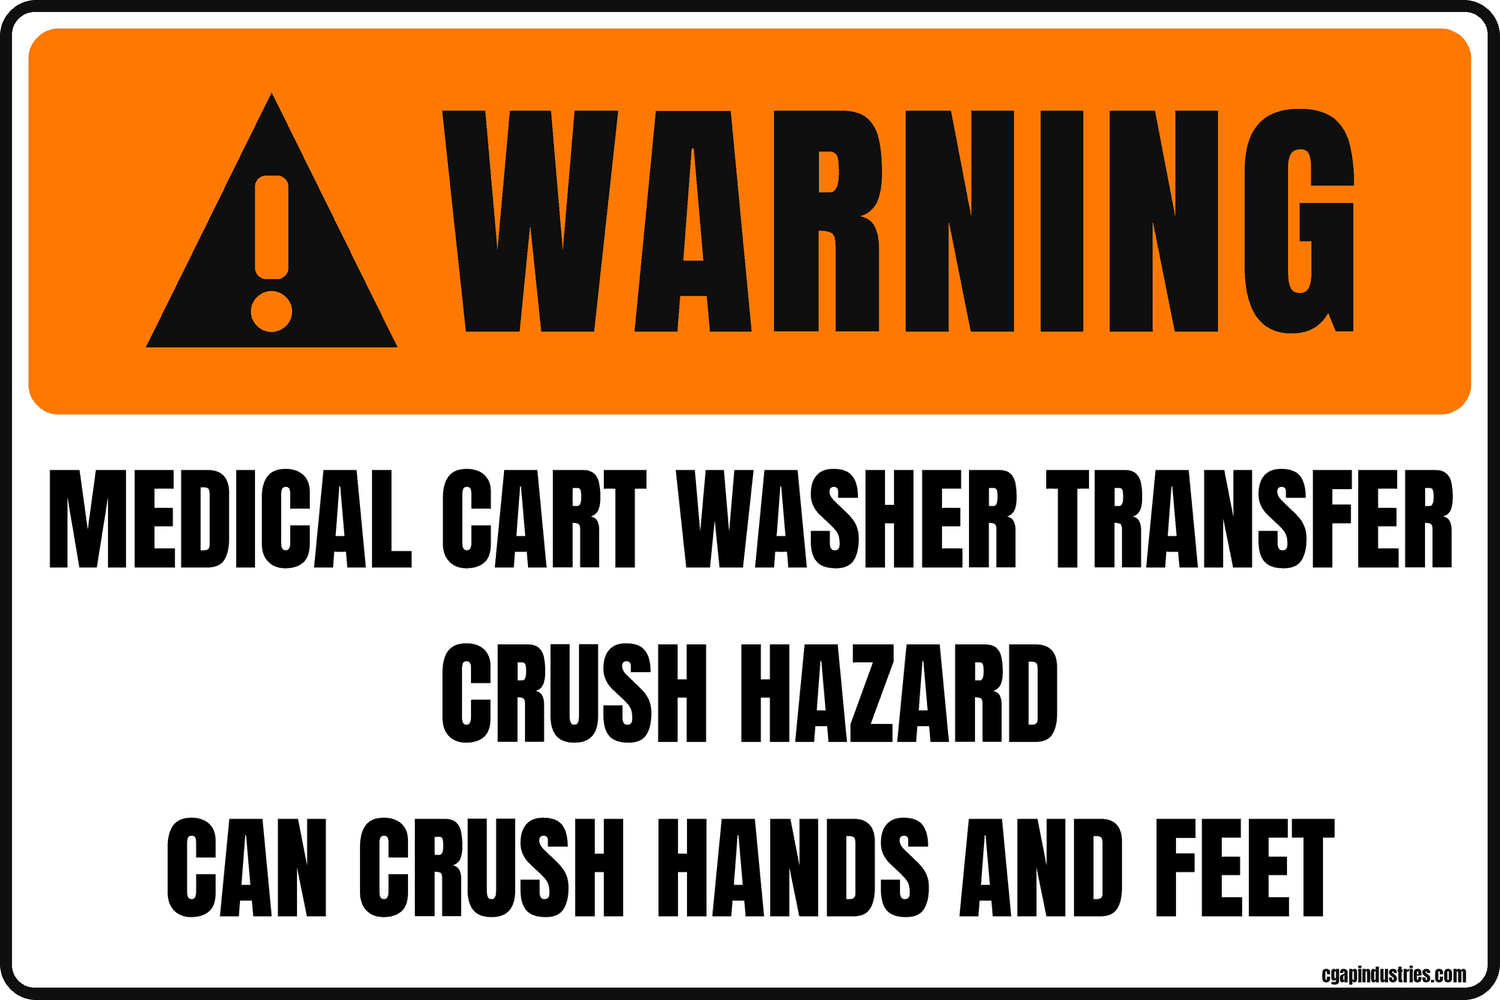 WARNING
MEDICAL CART WASHER TRANSFER
CRUSH HAZARD
CAN CRUSH HANDS AND FEET
cgapindustries.com